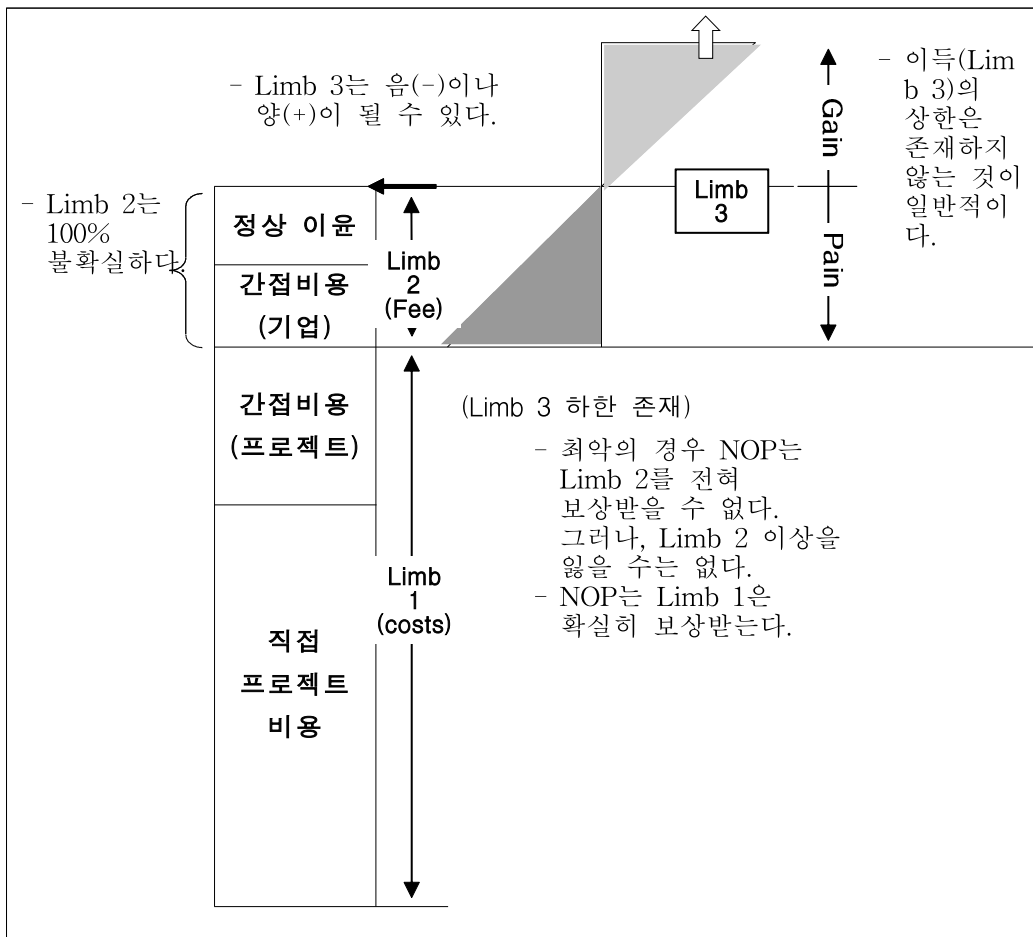 - Limb 3는 음(-)이나
양(+)이 될 수 있다.
- 이득(Lim
b 3)의
상한은
존재하지
않는 것이
일반적이
다.
Gain
Pain
Limb
3
- Limb 2는
100%
불확실하다.
정상 이윤
간접비용
(기업)
Limb
2
(Fee)
간접비용
(프로젝트)
직접
프로젝트
비용
Limb
1
(costs)
(Limb 3 하한 존재)
- 최악의 경우 NOP는
Limb 2를 전혀
보상받을 수 없다.
그러나, Limb 2 이상을
잃을 수는 없다.
- NOP는 Limb 1은
확실히 보상받는다.